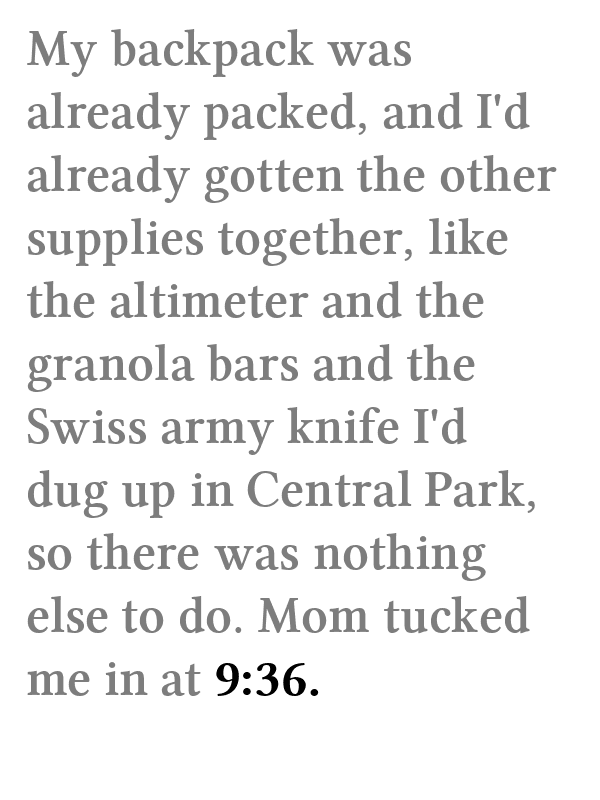 My backpack was
already packed, and I'd
already gotten the other
supplies together, like
the altimeter and the
granola bars and the
Swiss army knife I'd
dug up in Central Park,
so there was nothing
else to do. Mom tucked
me in at 9:36.